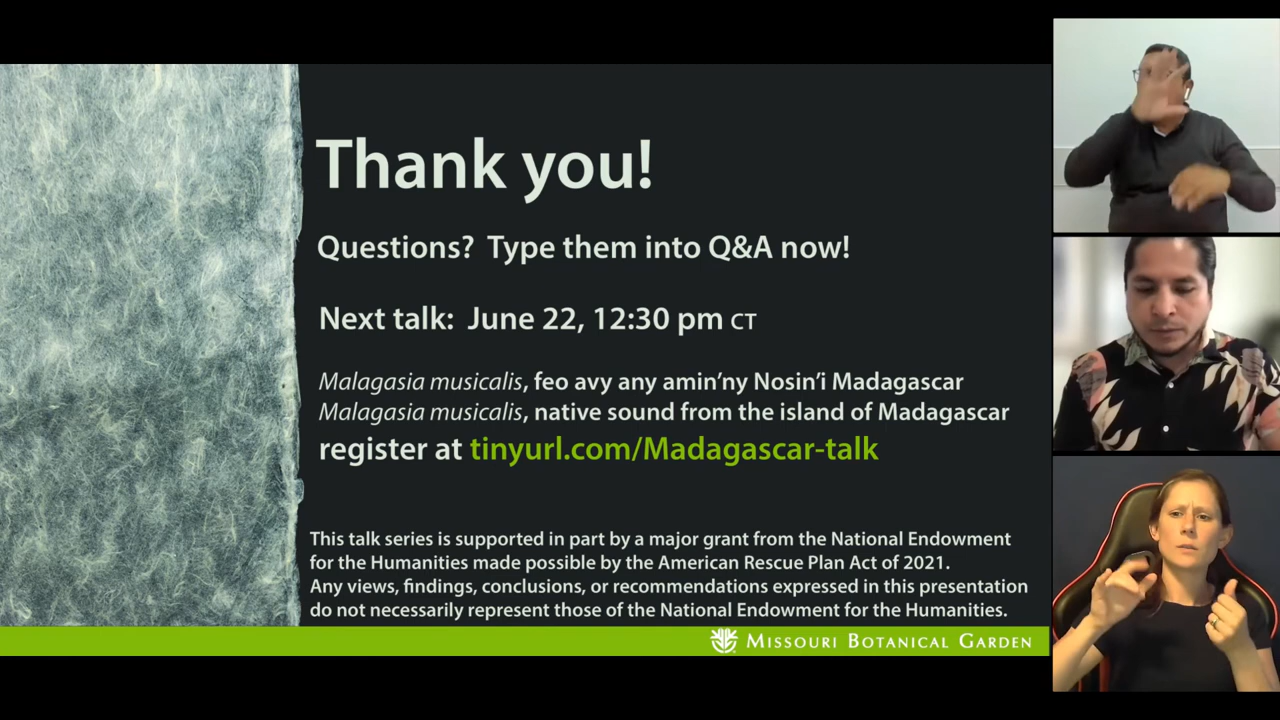 Thank you!
Questions? Type them into Q&A now!
Next talk: June 22, 12:30 pm CT
Malagasia musicalis, feo avy any amin’ny Nosin’i Madagascar
Malagasia musicalis, native sound from the island of Madagascar
register at tinyurl.com/Madagascar-talk
This talk series is supported in part by a major grant from the National Endowment
for the Humanities made possible by the American Rescue Plan Act of 2021.
Any views, findings, conclusions, or recommendations expressed in this presentation
do not necessarily represent those of the National Endowment for the Humanities.
Missouri Botanical Garden